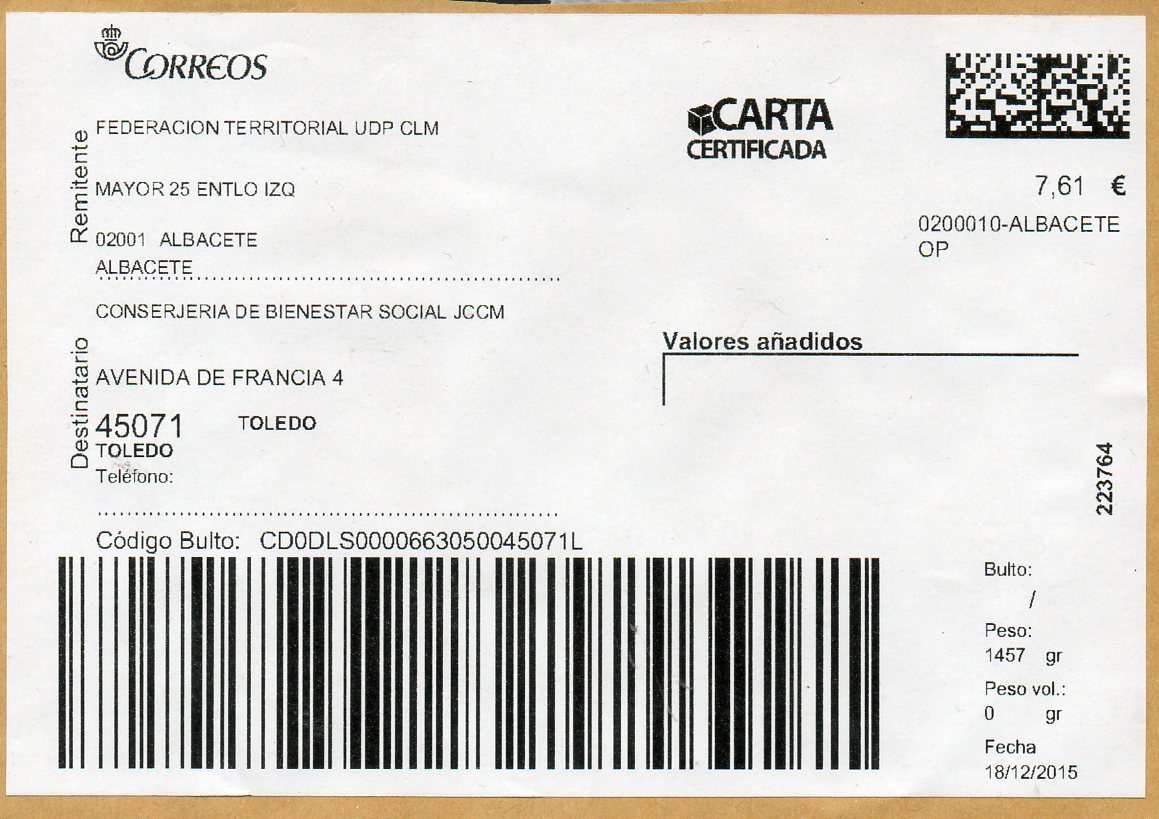 CORREOS
Remitente
FEDERACION TERRITORIAL UDP CLM
MAYOR 25 ENTLO IZQ
02001 ALBACETE
ALBACETE
CARTA
CERTIFICADA
7,61 €
0200010-ALBACETE
OP
Destinatario
CONSERJERIA DE BIENESTAR SOCIAL JCCM
AVENIDA DE FRANCIA 4
45071 TOLEDO
TOLEDO
Teléfono:
Valores añadidos
223764
Código Bulto: CD0DLS0000663050045071L
Bulto:
/
Peso:
1457 gr
Peso vol.:
0 gr
Fecha
18/12/2015